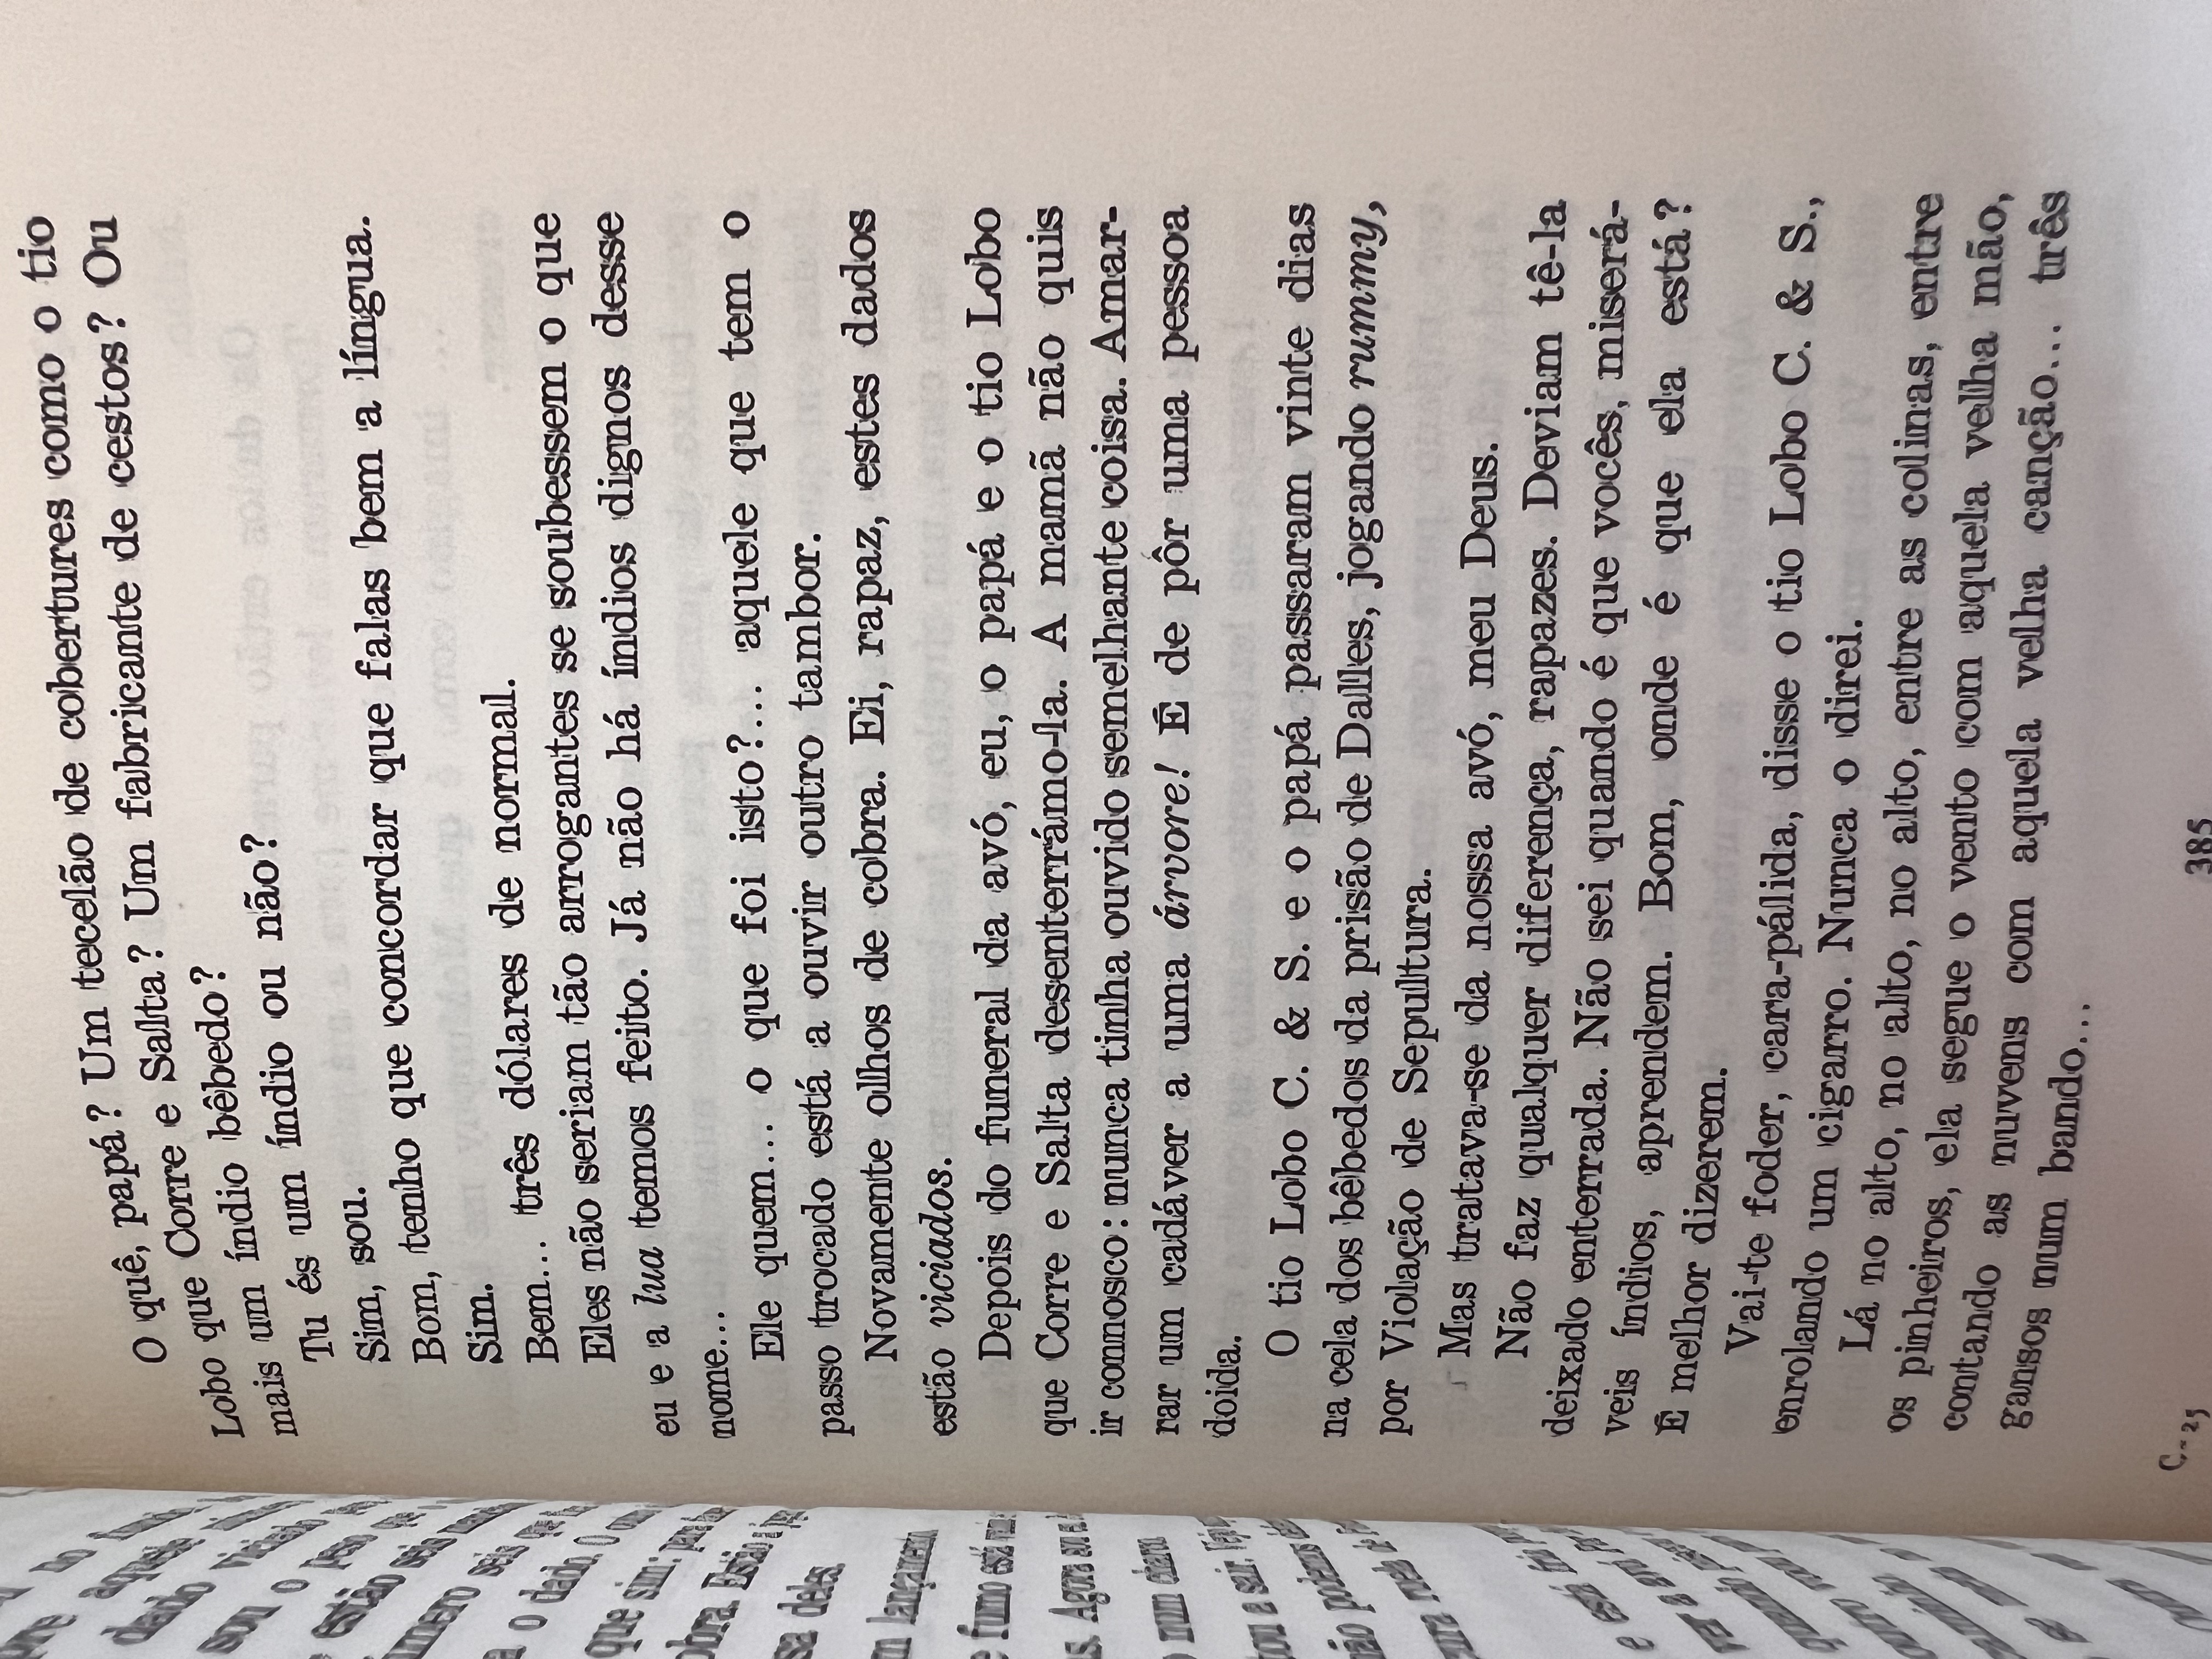 O quê, papá? Um tecelão de cobertures como o tio
Lobo que Corre e Salta? Um fabricante de cestos? Ou
mais um índio bêbedo?
Tu és um índio ou não?
Sim, sou.
Bom, tenho que concordar que falas bem a língua.
Sim.
Bem... três dólares de normal.
Eles não seriam tão arrogantes se soubessem o que
eu e a lua temos feito. Já não há índios dignos desse
nome...
Ele quem... o que foi isto?... aquele que tem o
passo trocado está a ouvir outro tambor.
Novamente olhos de cobra. Ei, rapaz, estes dados
estão viciados.
Depois do funeral da avó, eu, o papá e o tio Lobo
que Corre e Salta desenterrámo-la. A mamã não quis
ir connosco: nunca tinha ouvido semelhante coisa. Amar-
rar um cadáver a uma árvore! É de pôr uma pessoa
doida.
O tio Lobo C. & S. e o papá passaram vinte dias
na cela dos bêbedos da prisão de Dalles, jogando rummy,
por Violação de Sepultura.
Mas tratava-se da nossa avó, meu Deus.
Não faz qualquer diferença, rapazes. Deviam tê-la
deixado enterrada. Não sei quando é que vocês, miserá-
veis índios, aprendem. Bom, onde é que ela está?
É melhor dizerem.
Vai-te foder, cara-pálida, disse o tio Lobo C. & S.,
enrolando um cigarro. Nunca o direi.
Lá no alto, no alto, no alto, entre as colinas, entre
os pinheiros, ela segue o vento com aquela velha mão,
contando as nuvens com aquela velha canção... três
gansos num bando...
C-25
385